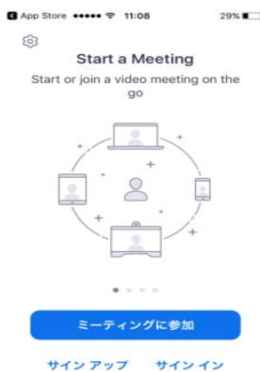 App Store 11:08 29%
Start a Meeting
Start or join a video meeting on the
go
ミーティングに参加
サイン アップ サイン イン